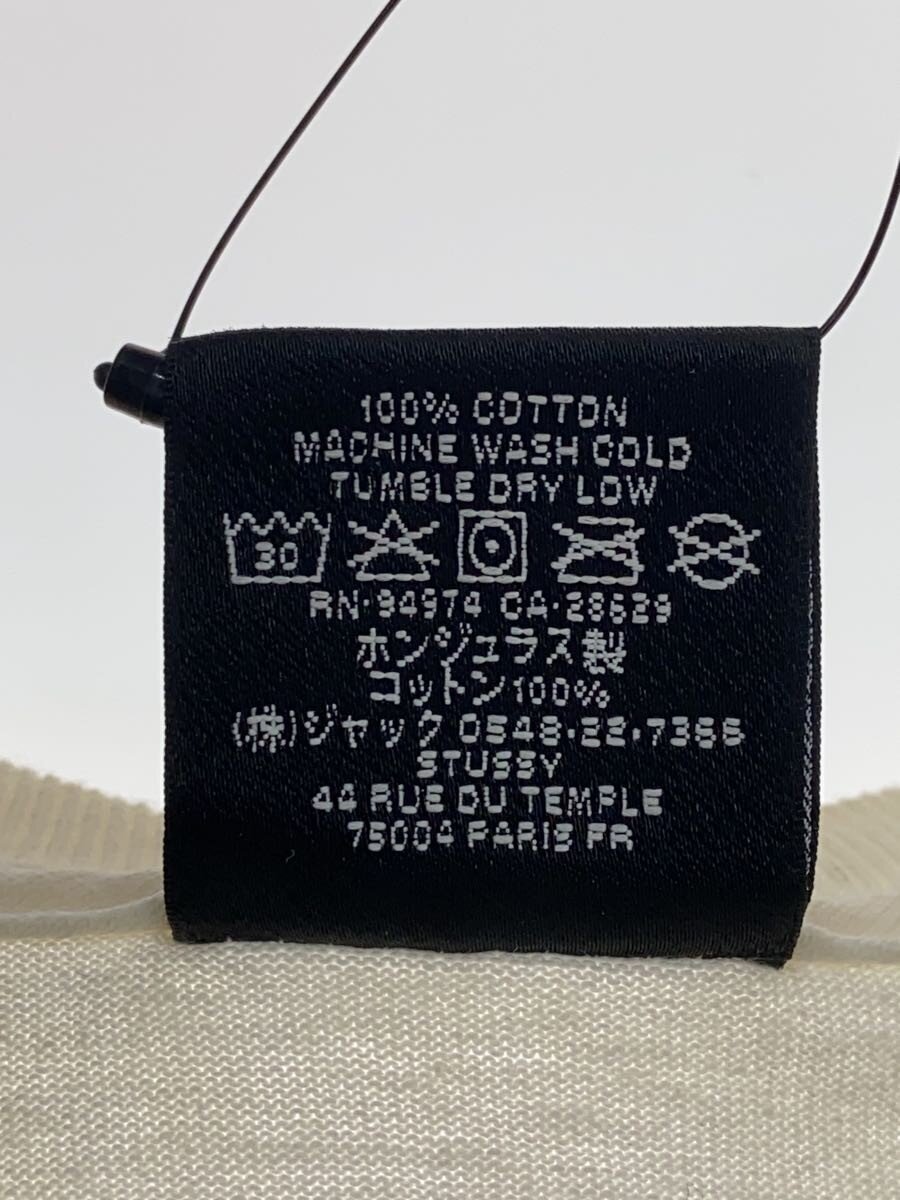 100% COTTON
MACHINE WASH COLD
TUMBLE DRY LOW
30
RN·94974 CA·28629
ホンジュラス製
コットン100%
(株)ジャック 0548·22·7366
STUSSY
44 RUE DU TEMPLE
75004 PARIS FR